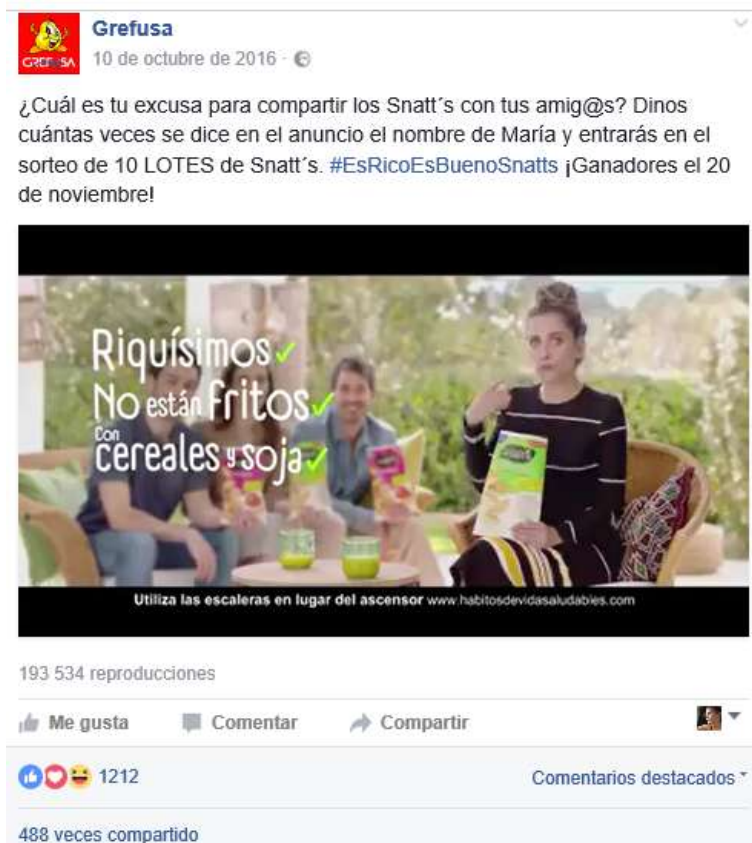 Grefusa
GREFUSA
10 de octubre de 2016 ·
¿Cuál es tu excusa para compartir los Snatt´s con tus amig@s? Dinos
cuántas veces se dice en el anuncio el nombre de María y entrarás en el
sorteo de 10 LOTES de Snatt´s. #EsRicoEsBuenoSnatts ¡Ganadores el 20
de noviembre!
Riquísimos
No están fritos
Con
cereales y soja
Utiliza las escaleras en lugar del ascensor www.habitosdevidasaludables.com
193 534 reproducciones
Me gusta Comentar Compartir
1212 Comentarios destacados
488 veces compartido